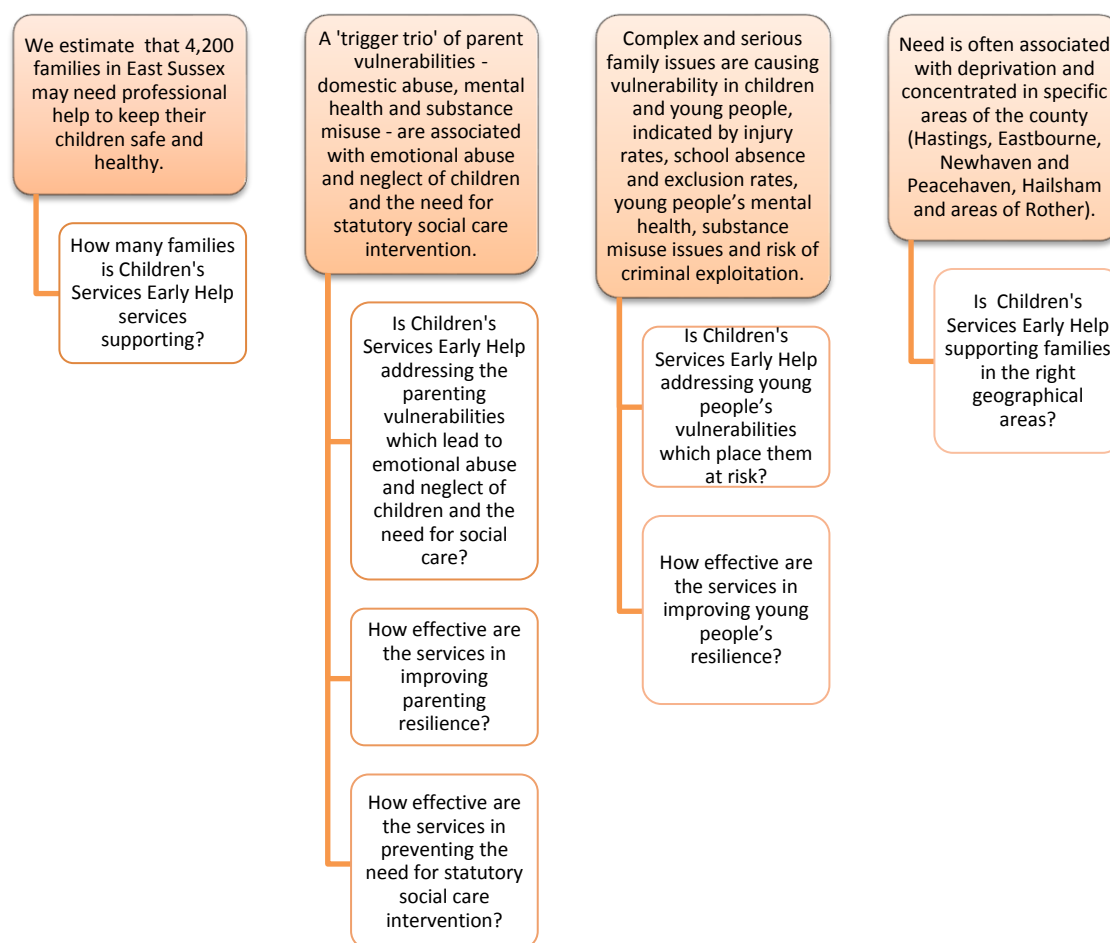 We estimate  that 4,200
families in East Sussex
may need professional
help to keep their
children safe and
healthy.
How many families
is Children's
Services Early Help
services
supporting?
A 'trigger trio' of parent
vulnerabilities -
domestic abuse, mental
health and substance
misuse - are associated
with emotional abuse
and neglect of children
and the need for
statutory social care
intervention.
Is Children's
Services Early Help
addressing the
parenting
vulnerabilities
which lead to
emotional abuse
and neglect of
children and the
need for social
care?
How effective are
the services in
improving
parenting
resilience?
How effective are
the services in
preventing the
need for statutory
social care
intervention?
Complex and serious
family issues are causing
vulnerability in children
and young people,
indicated by injury
rates, school absence
and exclusion rates,
young people’s mental
health, substance
misuse issues and risk of
criminal exploitation.
Is Children's
Services Early Help
addressing young
people’s
vulnerabilities
which place them
at risk?
How effective are
the services in
improving young
people’s
resilience?
Need is often associated
with deprivation and
concentrated in specific
areas of the county
(Hastings, Eastbourne,
Newhaven and
Peacehaven, Hailsham
and areas of Rother).
Is  Children's
Services Early Help
supporting families
in the right
geographical
areas?